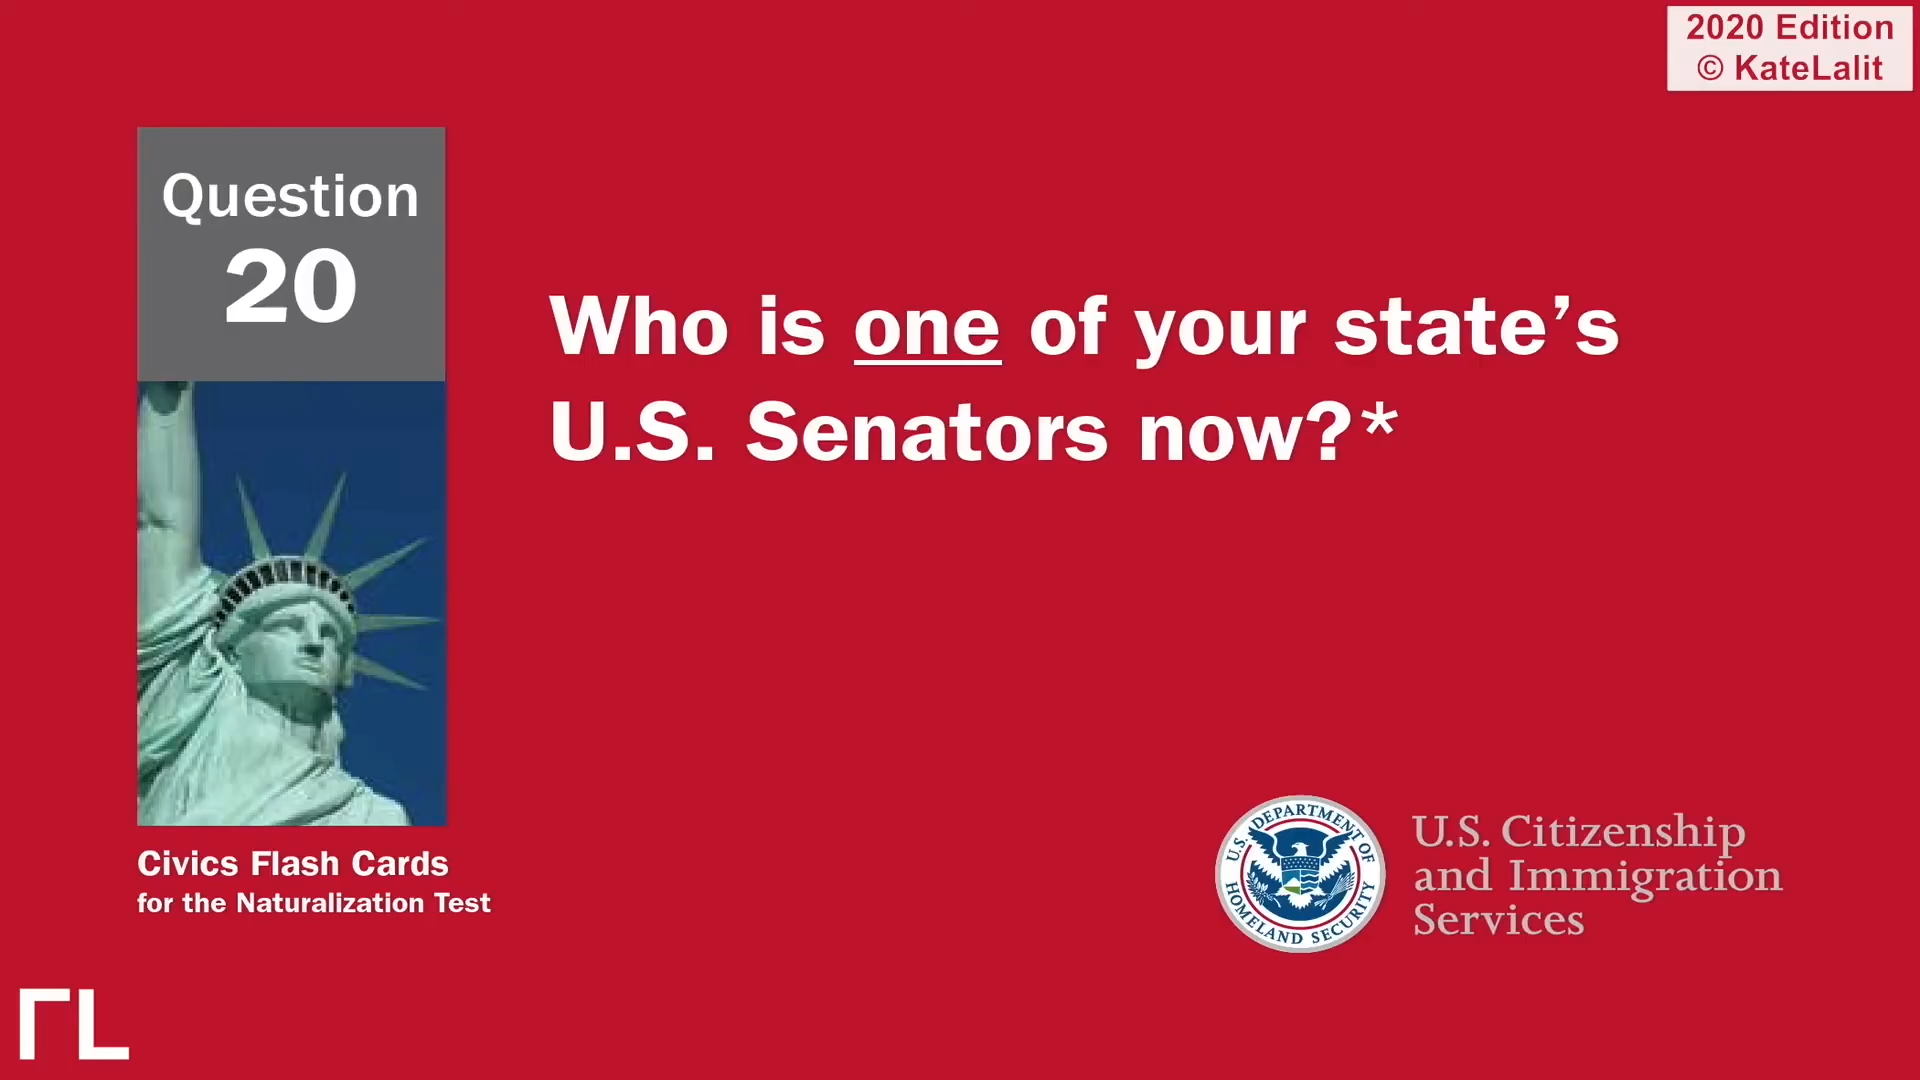 2020 Edition
© KateLalit
Question
20
Who is one of your state’s
U.S. Senators now?*
Civics Flash Cards
for the Naturalization Test
U.S. DEPARTMENT OF
HOMELAND SECURITY
U.S. Citizenship
and Immigration
Services